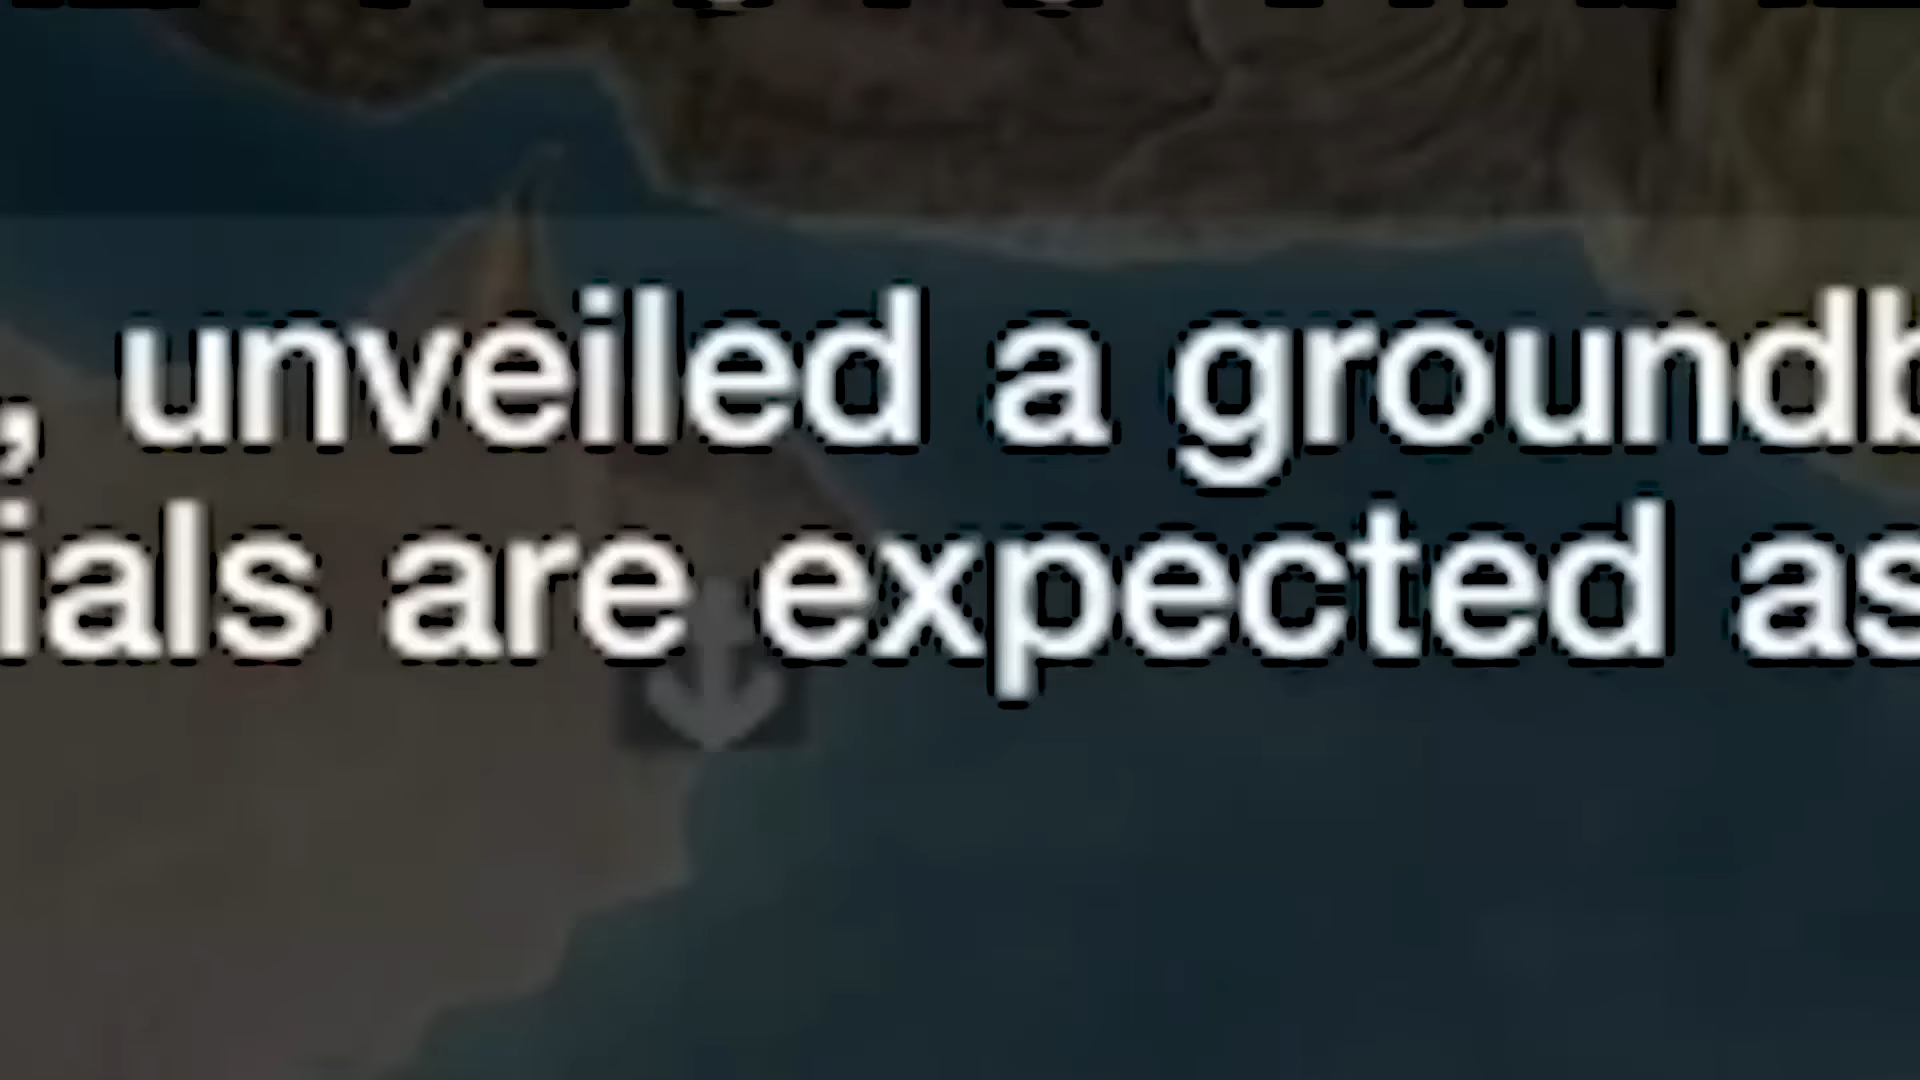 , unveiled a groundb
ials are expected as